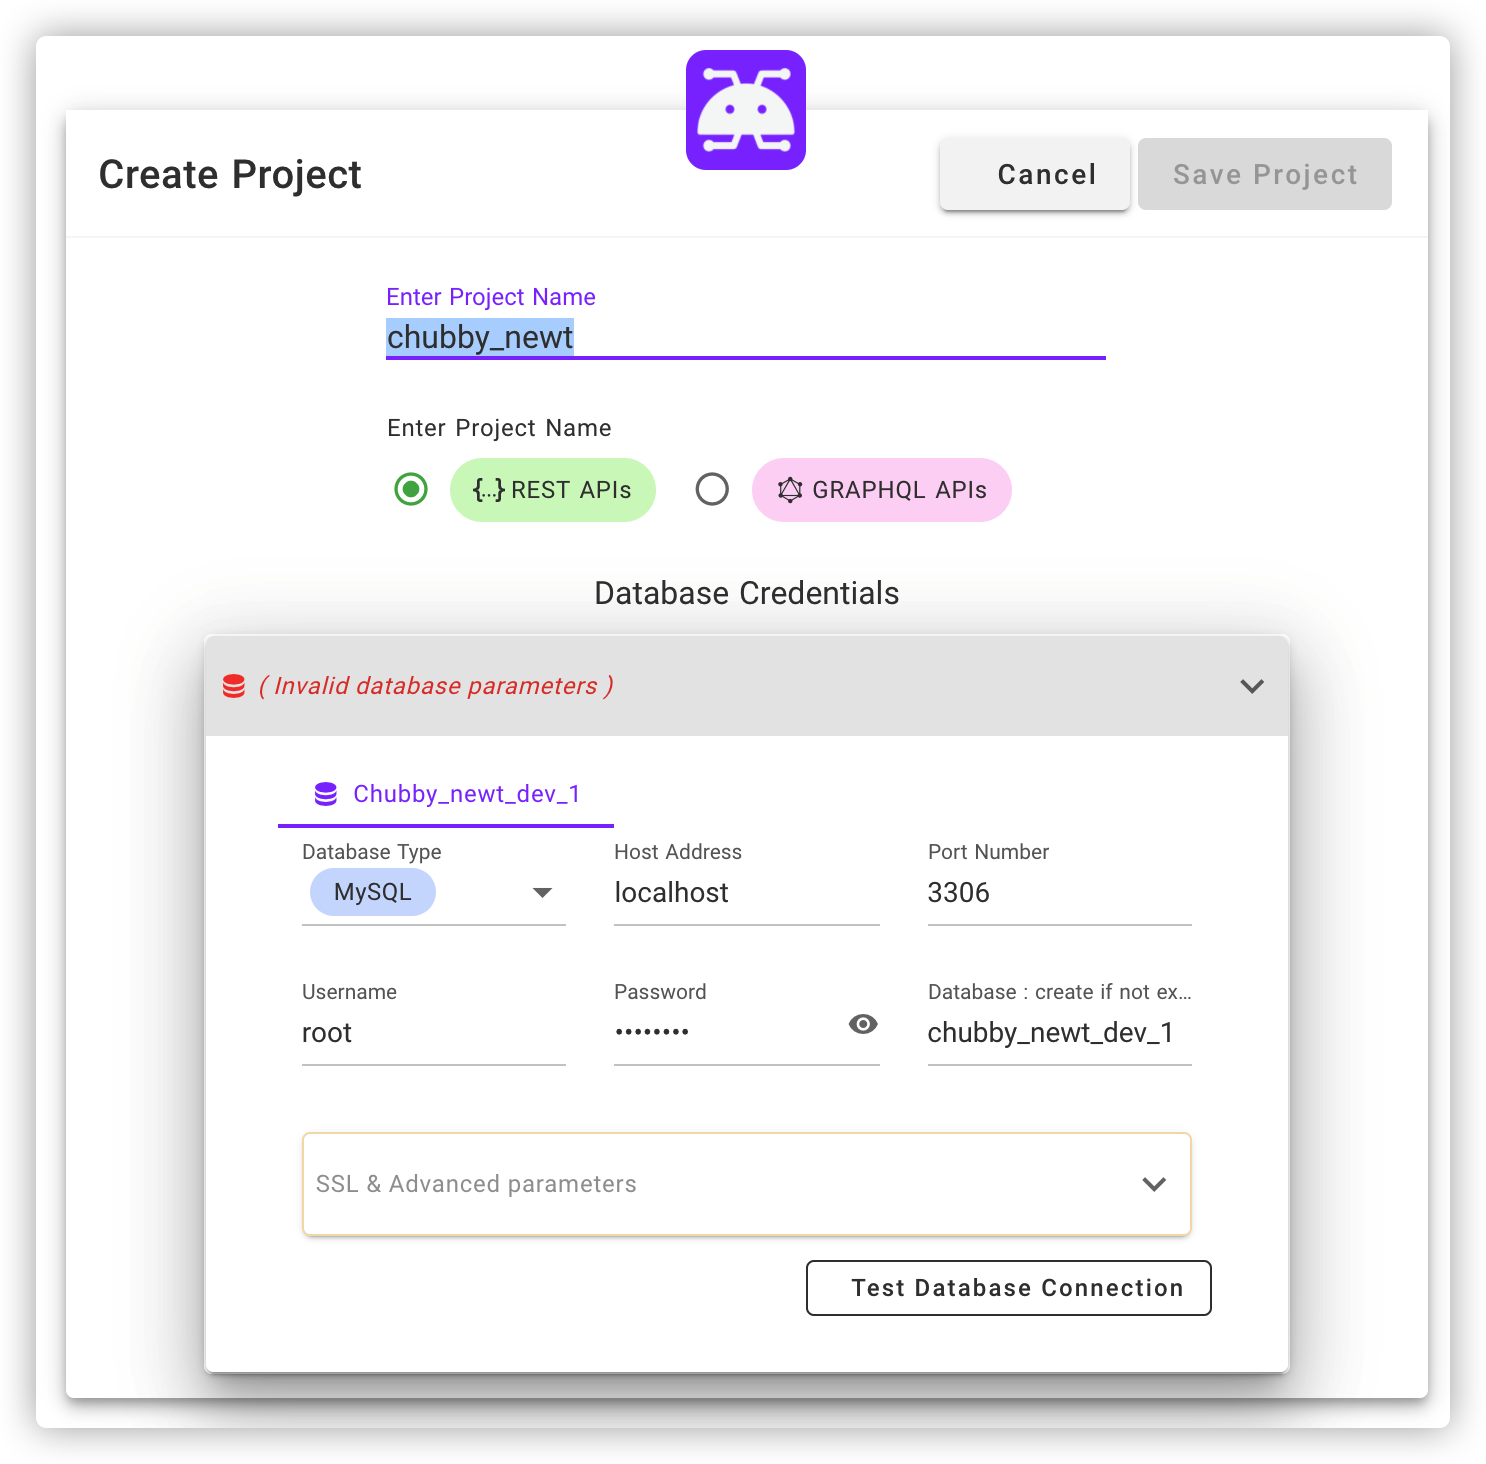 Create Project
Cancel
Save Project
Enter Project Name
chubby_newt
Enter Project Name
{...} REST APIs
GRAPHQL APIs
Database Credentials
( Invalid database parameters )
Chubby_newt_dev_1
Database Type
Host Address
Port Number
MySQL
localhost
3306
Username
Password
Database : create if not ex...
root
••••••••
chubby_newt_dev_1
SSL & Advanced parameters
Test Database Connection